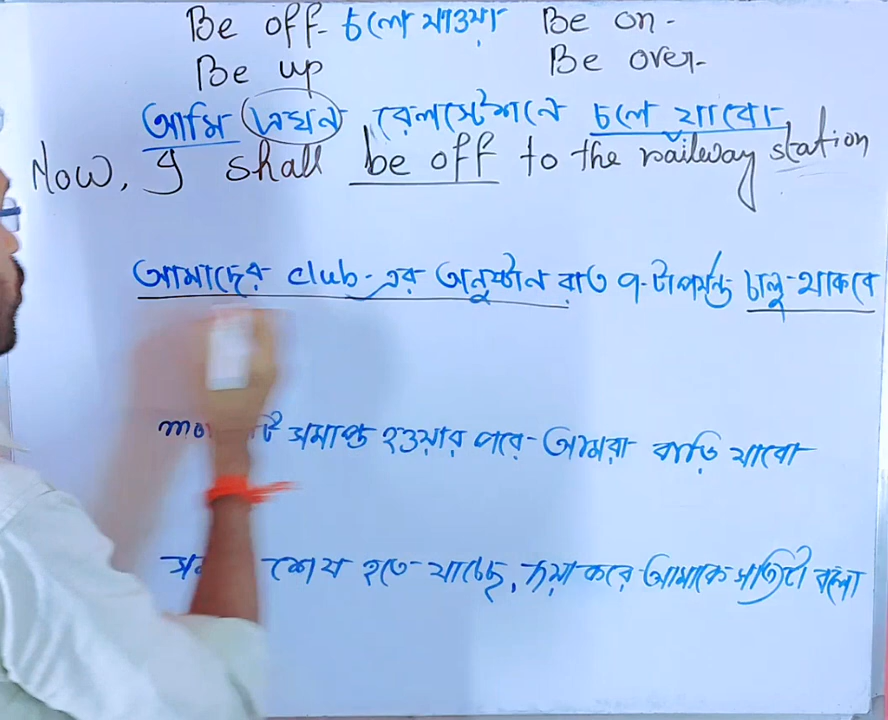 Be off- চলে যাওয়া Be on-
Be up Be over-
আমি এখন রেলস্টেশনে চলে যাবো
Now, I shall be off to the railway station
আমাদের club-এর অনুষ্ঠান রাত ৭-টা পর্যন্ত চালু-থাকবে
সমাপ্ত হওয়ার পরে- আমরা বাড়ি যাবো
শেষ হতে-যাচ্ছে, দয়া করে-আমাকে সত্যিটা বলো